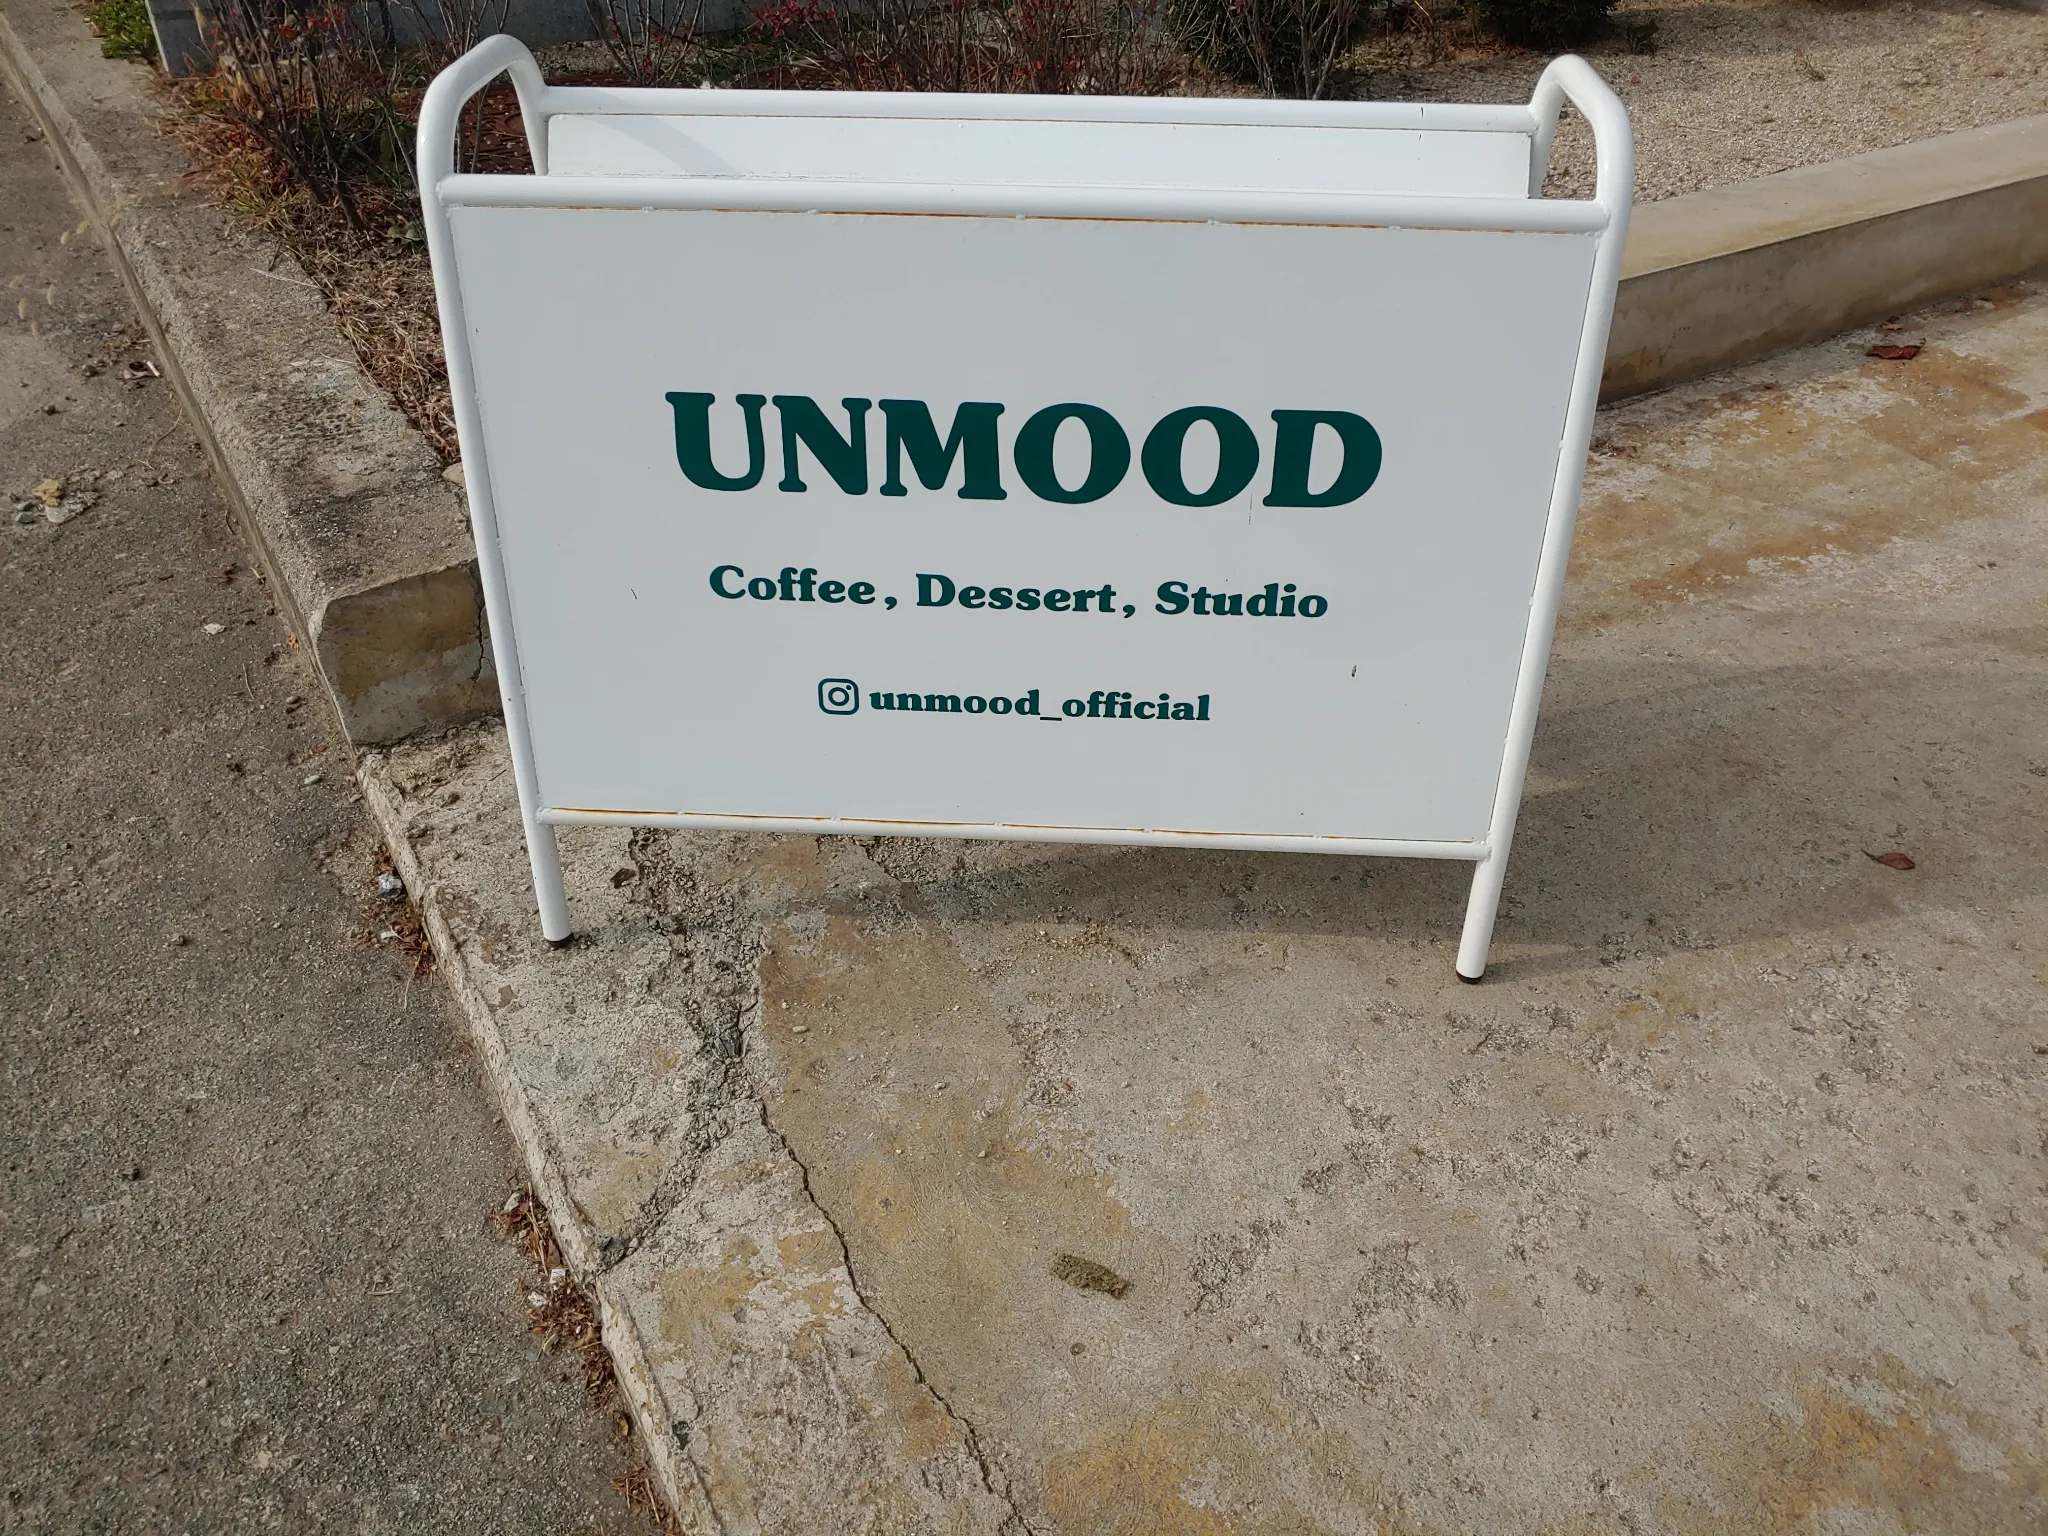 UNMOOD
Coffee, Dessert, Studio
unmood_official